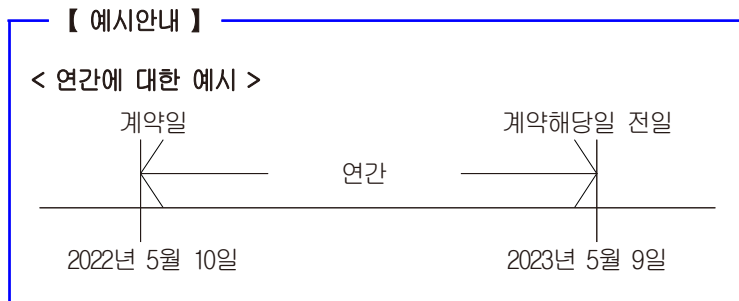 【 예시안내 】
< 연간에 대한 예시 >
계약일 계약해당일 전일
연간
2022년 5월 10일 2023년 5월 9일